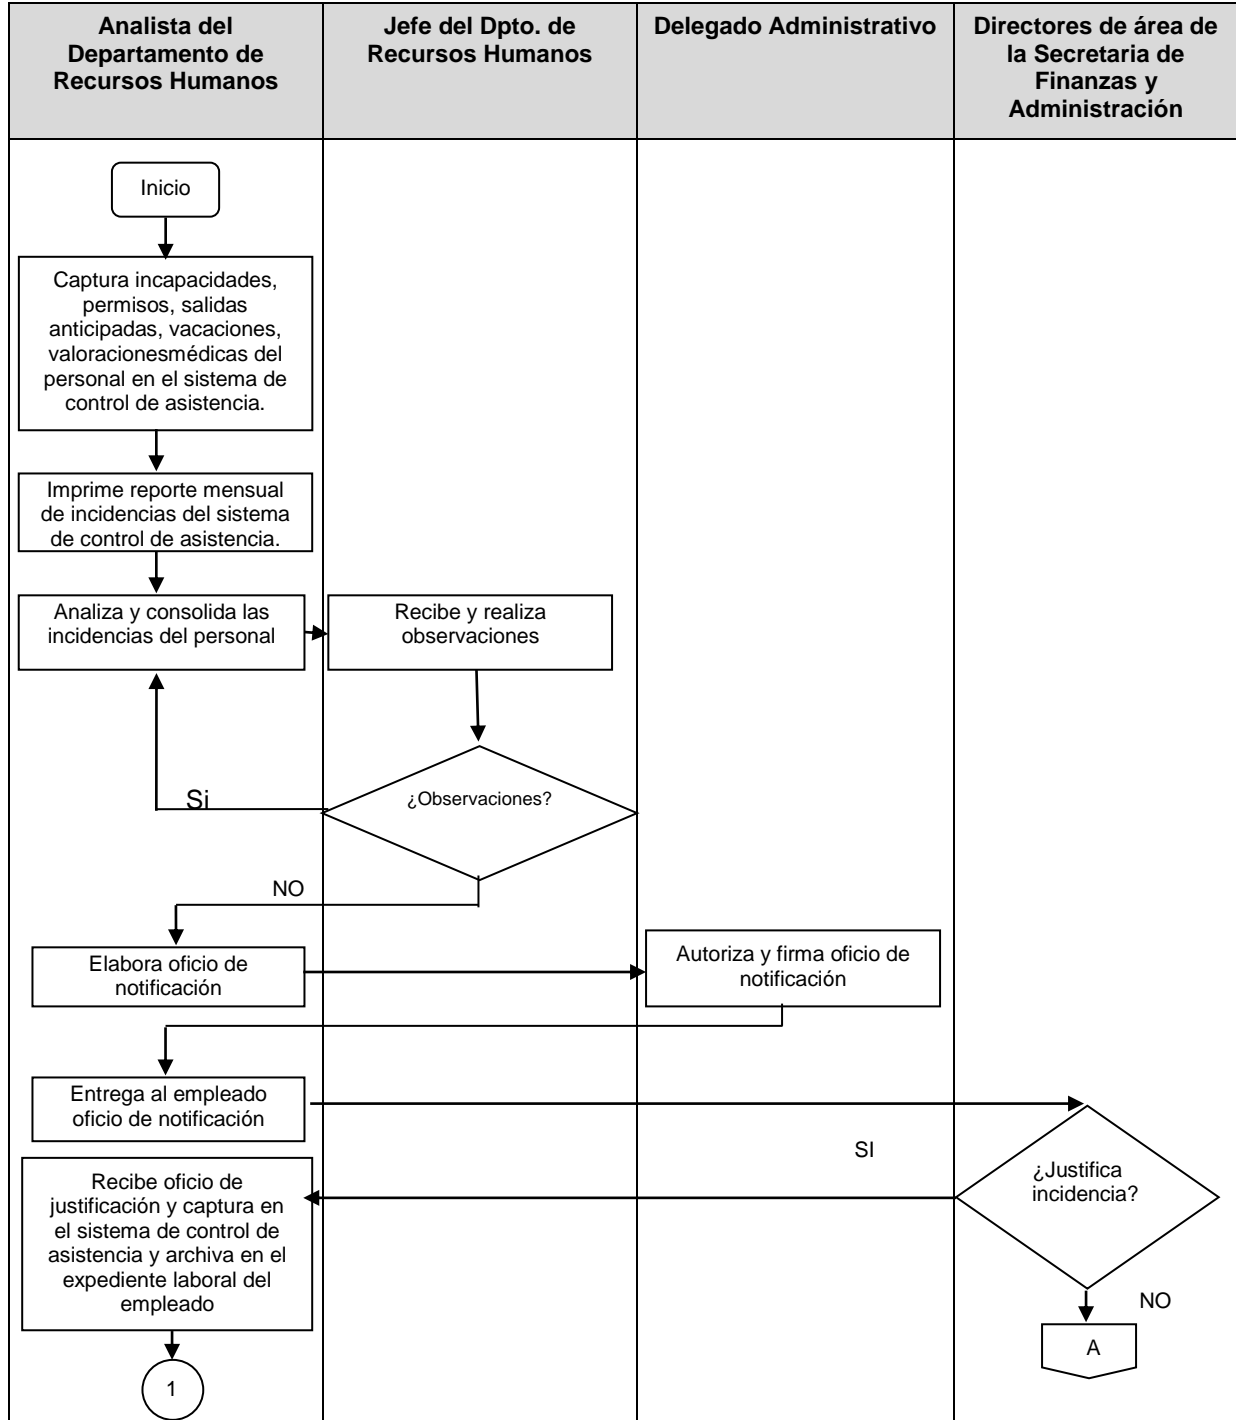 Analista del
Departamento de
Recursos Humanos
Jefe del Dpto. de
Recursos Humanos
Delegado Administrativo
Directores de área de
la Secretaria de
Finanzas y
Administración
Inicio
Captura incapacidades,
permisos, salidas
anticipadas, vacaciones,
valoracionesmédicas del
personal en el sistema de
control de asistencia.
Imprime reporte mensual
de incidencias del sistema
de control de asistencia.
Analiza y consolida las
incidencias del personal
Recibe y realiza
observaciones
¿Observaciones?
Si
NO
Elabora oficio de
notificación
Autoriza y firma oficio de
notificación
Entrega al empleado
oficio de notificación
SI
¿Justifica
incidencia?
Recibe oficio de
justificación y captura en
el sistema de control de
asistencia y archiva en el
expediente laboral del
empleado
NO
A
1